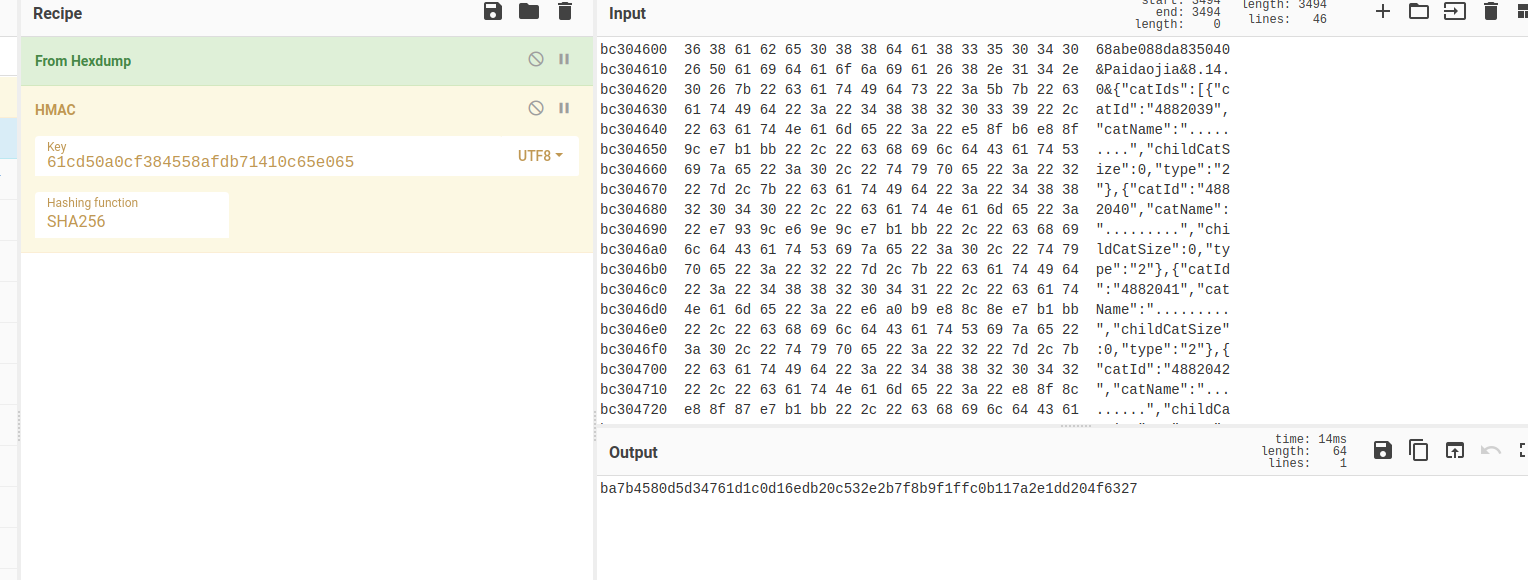 Recipe
From Hexdump
HMAC
Key
61cd50a0cf384558afdb71410c65e065
UTF8
Hashing function
SHA256
Input
start: 3494
end: 3494
length: 0
length: 3494
lines: 46
bc304600 36 38 61 62 65 30 38 38 64 61 38 33 35 30 34 30 68abe088da835040
bc304610 26 50 61 69 64 61 6f 6a 69 61 26 38 2e 31 34 2e &Paidaojia&8.14.
bc304620 30 26 7b 22 63 61 74 49 64 73 22 3a 5b 7b 22 63 0&{"catIds":[{"c
bc304630 61 74 49 64 22 3a 22 34 38 38 32 30 33 39 22 2c atId":"4882039",
bc304640 22 63 61 74 4e 61 6d 65 22 3a 22 e5 8f b6 e8 8f "catName":".....
bc304650 9c e7 b1 bb 22 2c 22 63 68 69 6c 64 43 61 74 53 ....","childCatS
bc304660 69 7a 65 22 3a 30 2c 22 74 79 70 65 22 3a 22 32 ize":0,"type":"2
bc304670 22 7d 2c 7b 22 63 61 74 49 64 22 3a 22 34 38 38 "},{"catId":"488
bc304680 32 30 34 30 22 2c 22 63 61 74 4e 61 6d 65 22 3a 2040","catName":
bc304690 22 e7 93 9c e6 9e 9c e7 b1 bb 22 2c 22 63 68 69 ".........","chi
bc3046a0 6c 64 43 61 74 53 69 7a 65 22 3a 30 2c 22 74 79 ldCatSize":0,"ty
bc3046b0 70 65 22 3a 22 32 22 7d 2c 7b 22 63 61 74 49 64 pe":"2"},{"catId
bc3046c0 22 3a 22 34 38 38 32 30 34 31 22 2c 22 63 61 74 ":"4882041","cat
bc3046d0 4e 61 6d 65 22 3a 22 e6 a0 b9 e8 8c 8e e7 b1 bb Name":".........
bc3046e0 22 2c 22 63 68 69 6c 64 43 61 74 53 69 7a 65 22 ","childCatSize"
bc3046f0 3a 30 2c 22 74 79 70 65 22 3a 22 32 22 7d 2c 7b :0,"type":"2"},{
bc304700 22 63 61 74 49 64 22 3a 22 34 38 38 32 30 34 32 "catId":"4882042
bc304710 22 2c 22 63 61 74 4e 61 6d 65 22 3a 22 e8 8f 8c ","catName":"...
bc304720 e8 8f 87 e7 b1 bb 22 2c 22 63 68 69 6c 64 43 61 ......","childCa
Output
time: 14ms
length: 64
lines: 1
ba7b4580d5d34761d1c0d16edb20c532e2b7f8b9f1ffc0b117a2e1dd204f6327